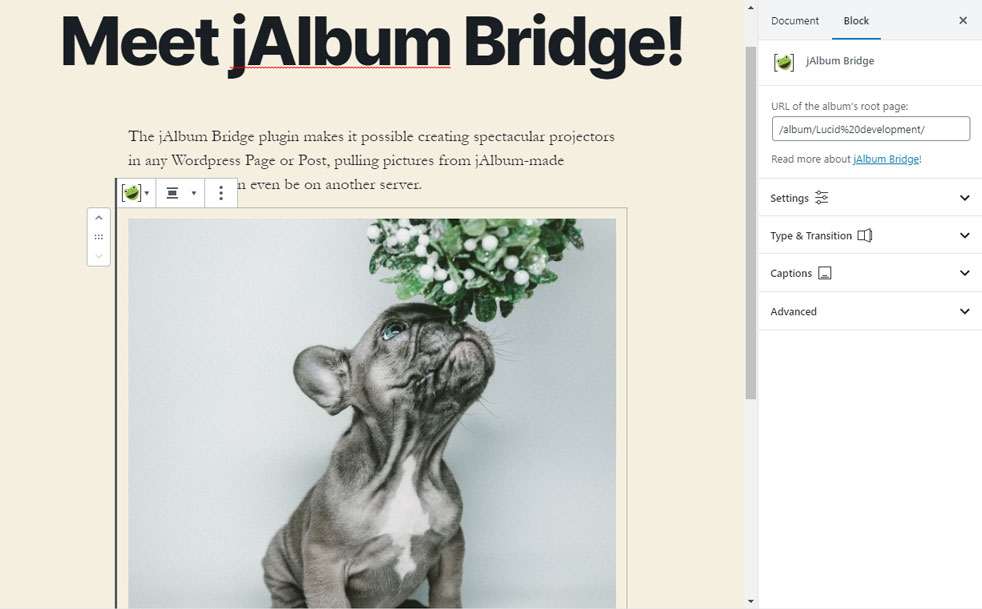 Meet jAlbum Bridge!
The jAlbum Bridge plugin makes it possible creating spectacular projectors
in any Wordpress Page or Post, pulling pictures from jAlbum-made
even be on another server.
Document
Block
jAlbum Bridge
URL of the album's root page:
/album/Lucid%20development/
Read more about jAlbum Bridge!
Settings
Type & Transition
Captions
Advanced